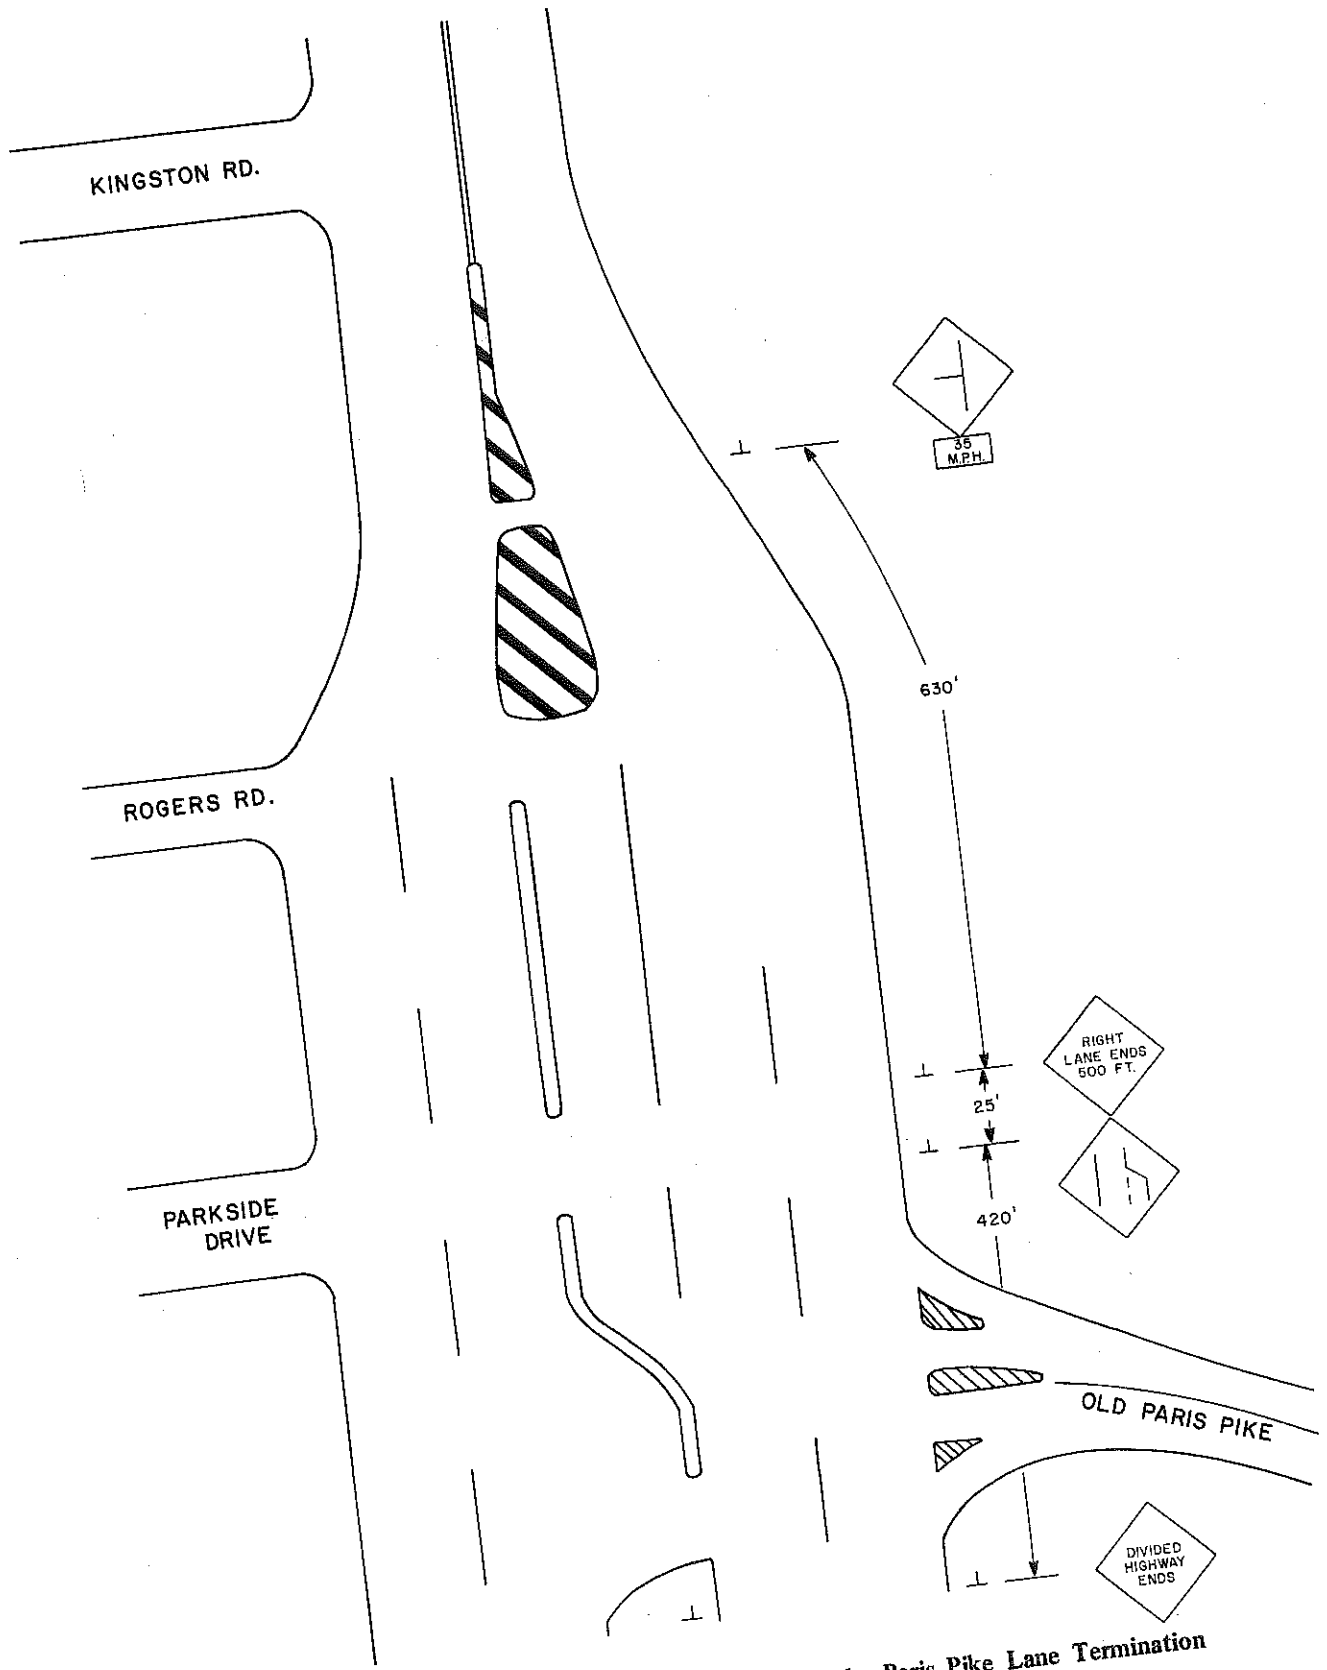 KINGSTON RD.
35
M.P.H.
630'
ROGERS RD.
RIGHT
LANE ENDS
500 FT.
25'
PARKSIDE
DRIVE
420'
OLD PARIS PIKE
DIVIDED
HIGHWAY
ENDS
Paris Pike Lane Termination